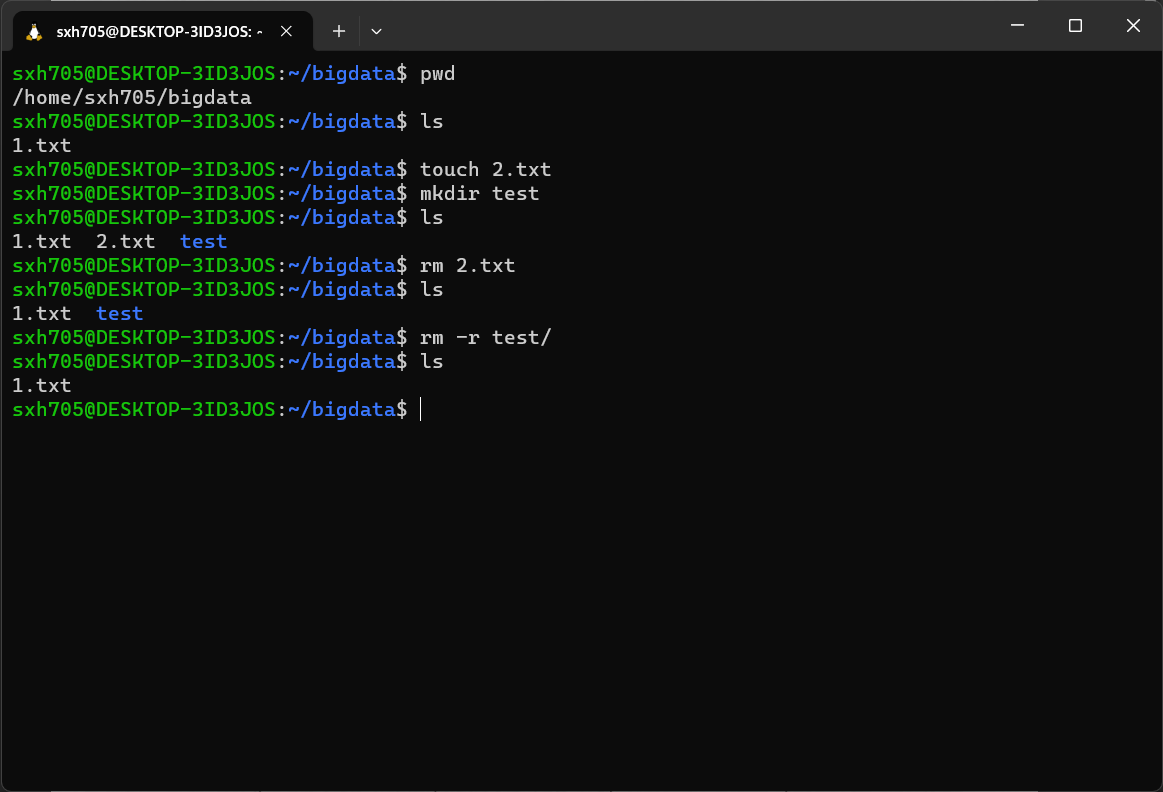 sxh705@DESKTOP-3ID3JOS: ~
sxh705@DESKTOP-3ID3JOS:~/bigdata$ pwd
/home/sxh705/bigdata
sxh705@DESKTOP-3ID3JOS:~/bigdata$ ls
1.txt
sxh705@DESKTOP-3ID3JOS:~/bigdata$ touch 2.txt
sxh705@DESKTOP-3ID3JOS:~/bigdata$ mkdir test
sxh705@DESKTOP-3ID3JOS:~/bigdata$ ls
1.txt  2.txt  test
sxh705@DESKTOP-3ID3JOS:~/bigdata$ rm 2.txt
sxh705@DESKTOP-3ID3JOS:~/bigdata$ ls
1.txt  test
sxh705@DESKTOP-3ID3JOS:~/bigdata$ rm -r test/
sxh705@DESKTOP-3ID3JOS:~/bigdata$ ls
1.txt
sxh705@DESKTOP-3ID3JOS:~/bigdata$